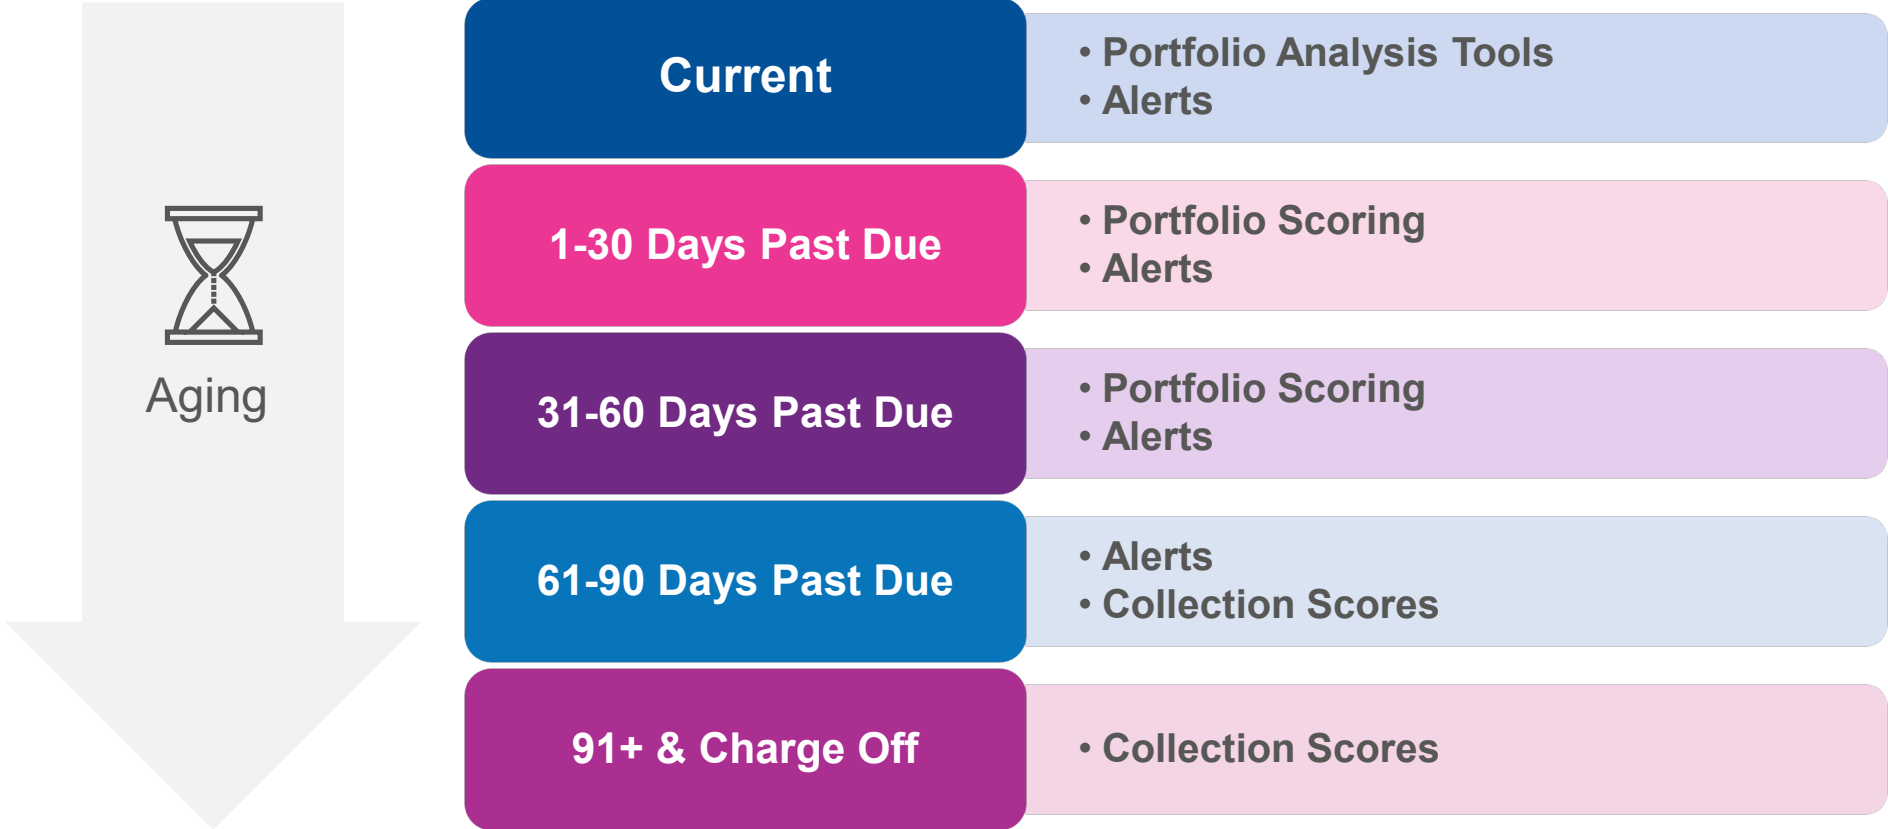 Aging
Current
• Portfolio Analysis Tools
• Alerts
1-30 Days Past Due
• Portfolio Scoring
• Alerts
31-60 Days Past Due
• Portfolio Scoring
• Alerts
61-90 Days Past Due
• Alerts
• Collection Scores
91+ & Charge Off
• Collection Scores